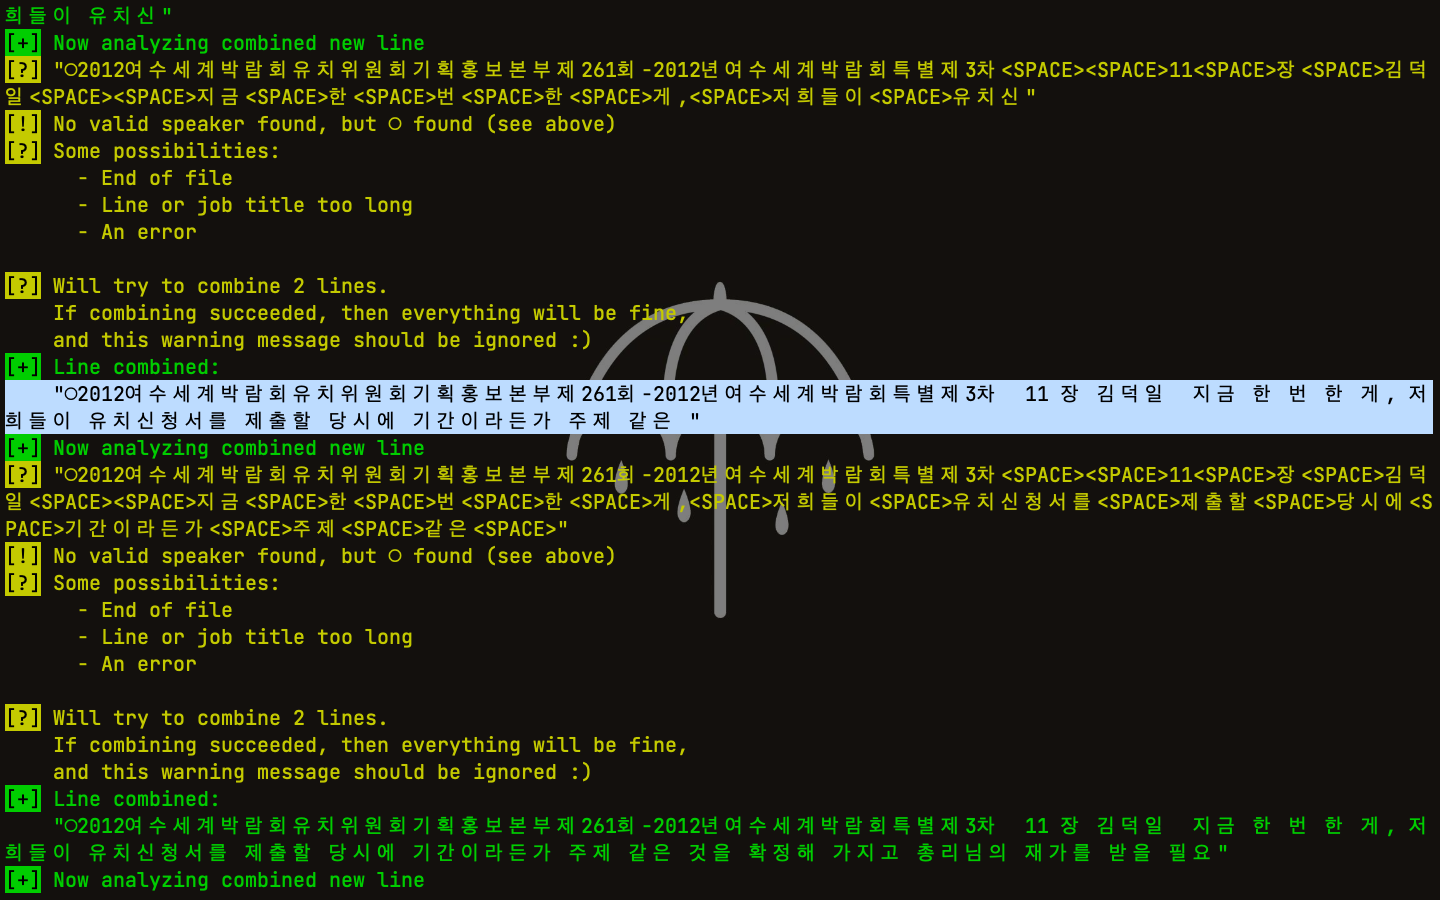 희들이 유치신"
[+] Now analyzing combined new line
[?] "○2012여수세계박람회유치위원회기획홍보본부제261회-2012년여수세계박람회특별제3차<SPACE><SPACE>11<SPACE>장<SPACE>김덕
일<SPACE><SPACE>지금<SPACE>한<SPACE>번<SPACE>한<SPACE>게,<SPACE>저희들이<SPACE>유치신"
[!] No valid speaker found, but ○ found (see above)
[?] Some possibilities:
- End of file
- Line or job title too long
- An error
[?] Will try to combine 2 lines.
If combining succeeded, then everything will be fine,
and this warning message should be ignored :)
[+] Line combined:
"○2012여수세계박람회유치위원회기획홍보본부제261회-2012년여수세계박람회특별제3차  11 장 김덕일  지금 한 번 한 게, 저
희들이 유치신청서를 제출할 당시에 기간이라든가 주제 같은 "
[+] Now analyzing combined new line
[?] "○2012여수세계박람회유치위원회기획홍보본부제261회-2012년여수세계박람회특별제3차<SPACE><SPACE>11<SPACE>장<SPACE>김덕
일<SPACE><SPACE>지금<SPACE>한<SPACE>번<SPACE>한<SPACE>게,<SPACE>저희들이<SPACE>유치신청서를<SPACE>제출할<SPACE>당시에<S
PACE>기간이라든가<SPACE>주제<SPACE>같은<SPACE>"
[!] No valid speaker found, but ○ found (see above)
[?] Some possibilities:
- End of file
- Line or job title too long
- An error
[?] Will try to combine 2 lines.
If combining succeeded, then everything will be fine,
and this warning message should be ignored :)
[+] Line combined:
"○2012여수세계박람회유치위원회기획홍보본부제261회-2012년여수세계박람회특별제3차  11 장 김덕일  지금 한 번 한 게, 저
희들이 유치신청서를 제출할 당시에 기간이라든가 주제 같은 것을 확정해 가지고 총리님의 재가를 받을 필요"
[+] Now analyzing combined new line